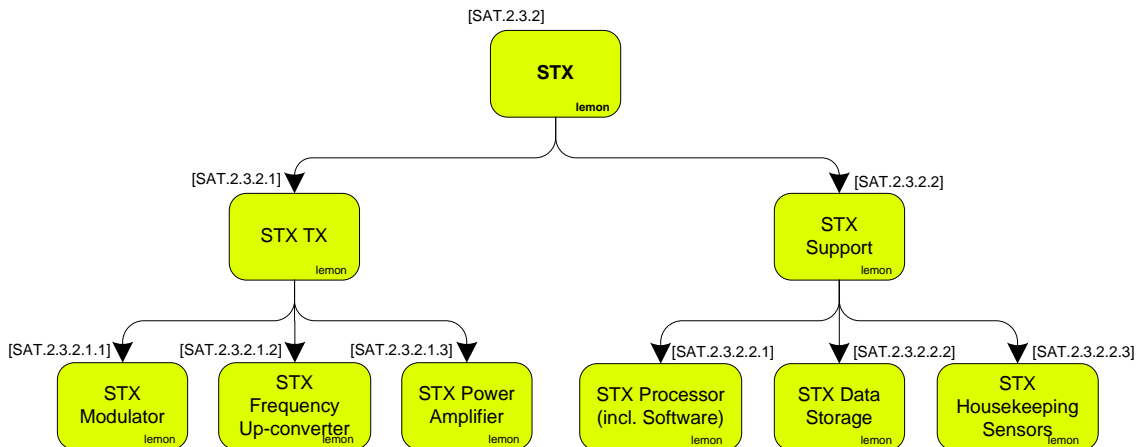 [SAT.2.3.2]
STX
lemon
[SAT.2.3.2.1]
STX TX
lemon
[SAT.2.3.2.2]
STX
Support
lemon
[SAT.2.3.2.1.1]
STX
Modulator
lemon
[SAT.2.3.2.1.2]
STX
Frequency
Up-converter
lemon
[SAT.2.3.2.1.3]
STX Power
Amplifier
lemon
[SAT.2.3.2.2.1]
STX Processor
(incl. Software)
lemon
[SAT.2.3.2.2.2]
STX Data
Storage
lemon
[SAT.2.3.2.2.3]
STX
Housekeeping
Sensors
lemon